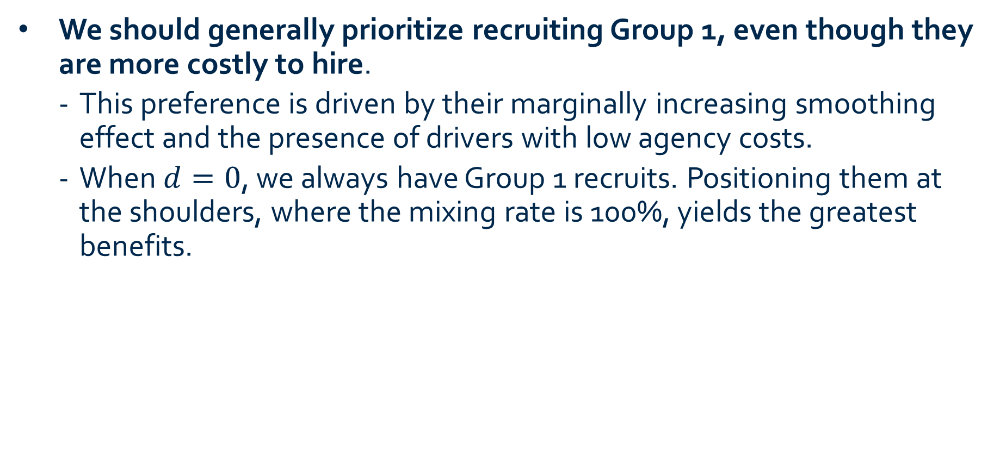 • We should generally prioritize recruiting Group 1, even though they
are more costly to hire.
- This preference is driven by their marginally increasing smoothing
effect and the presence of drivers with low agency costs.
- When d = 0, we always have Group 1 recruits. Positioning them at
the shoulders, where the mixing rate is 100%, yields the greatest
benefits.